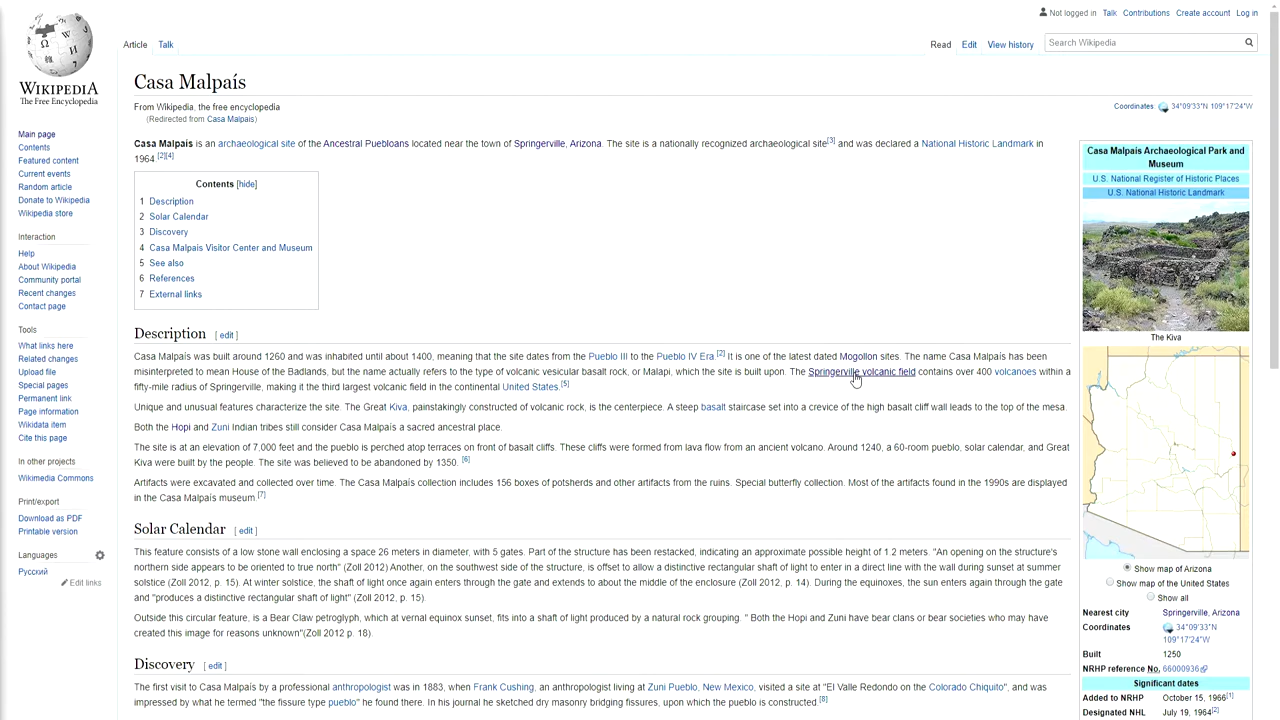 Not logged in Talk Contributions Create account Log in
Article Talk
Read Edit View history Search Wikipedia
WIKIPEDIA
The Free Encyclopedia
Main page
Contents
Featured content
Current events
Random article
Donate to Wikipedia
Wikipedia store
Interaction
Help
About Wikipedia
Community portal
Recent changes
Contact page
Tools
What links here
Related changes
Upload file
Special pages
Permanent link
Page information
Wikidata item
Cite this page
In other projects
Wikimedia Commons
Print/export
Download as PDF
Printable version
Languages
Русский
Edit links
Casa Malpaís
From Wikipedia, the free encyclopedia
(Redirected from Casa Malpais)
Coordinates: 34°09′33″N 109°17′24″W
Casa Malpaís is an archaeological site of the Ancestral Puebloans located near the town of Springerville, Arizona. The site is a nationally recognized archaeological site[3] and was declared a National Historic Landmark in
1964 [2][4]
Contents [hide]
1 Description
2 Solar Calendar
3 Discovery
4 Casa Malpaís Visitor Center and Museum
5 See also
6 References
7 External links
Description [ edit ]
Casa Malpaís was built around 1260 and was inhabited until about 1400, meaning that the site dates from the Pueblo III to the Pueblo IV Era.[2] It is one of the latest dated Mogollon sites. The name Casa Malpaís has been
misinterpreted to mean House of the Badlands, but the name actually refers to the type of volcanic vesicular basalt rock, or Malapi, which the site is built upon. The Springerville volcanic field contains over 400 volcanoes within a
fifty-mile radius of Springerville, making it the third largest volcanic field in the continental United States.[5]
Unique and unusual features characterize the site. The Great Kiva, painstakingly constructed of volcanic rock, is the centerpiece. A steep basalt staircase set into a crevice of the high basalt cliff wall leads to the top of the mesa.
Both the Hopi and Zuni Indian tribes still consider Casa Malpaís a sacred ancestral place.
The site is at an elevation of 7,000 feet and the pueblo is perched atop terraces on front of basalt cliffs. These cliffs were formed from lava flow from an ancient volcano. Around 1240, a 60-room pueblo, solar calendar, and Great
Kiva were built by the people. The site was believed to be abandoned by 1350. [6]
Artifacts were excavated and collected over time. The Casa Malpaís collection includes 156 boxes of potsherds and other artifacts from the ruins. Special butterfly collection. Most of the artifacts found in the 1990s are displayed
in the Casa Malpaís museum.[7]
Solar Calendar [ edit ]
This feature consists of a low stone wall enclosing a space 26 meters in diameter, with 5 gates. Part of the structure has been restacked, indicating an approximate possible height of 1.2 meters. "An opening on the structure's
northern side appears to be oriented to true north" (Zoll 2012) Another, on the southwest side of the structure, is offset to allow a distinctive rectangular shaft of light to enter in a direct line with the wall during sunset at summer
solstice (Zoll 2012, p. 15). At winter solstice, the shaft of light once again enters through the gate and extends to about the middle of the enclosure (Zoll 2012, p. 14). During the equinoxes, the sun enters again through the gate
and "produces a distinctive rectangular shaft of light" (Zoll 2012, p. 15).
Outside this circular feature, is a Bear Claw petroglyph, which at vernal equinox sunset, fits into a shaft of light produced by a natural rock grouping. " Both the Hopi and Zuni have bear clans or bear societies who may have
created this image for reasons unknown"(Zoll 2012 p. 18).
Discovery [ edit ]
The first visit to Casa Malpaís by a professional anthropologist was in 1883, when Frank Cushing, an anthropologist living at Zuni Pueblo, New Mexico, visited a site at "El Valle Redondo on the Colorado Chiquito", and was
impressed by what he termed "the fissure type pueblo" he found there. In his journal he sketched dry masonry bridging fissures, upon which the pueblo is constructed [8]
Casa Malpais Archaeological Park and
Museum
U.S. National Register of Historic Places
U.S. National Historic Landmark
The Kiva
Show map of Arizona
Show map of the United States
Show all
Nearest city Springerville, Arizona
Coordinates 34°09′33″N
109°17′24″W
Built 1250
NRHP reference No. 66000936
Significant dates
Added to NRHP October 15, 1966[1]
Designated NHL July 19, 1964[2]